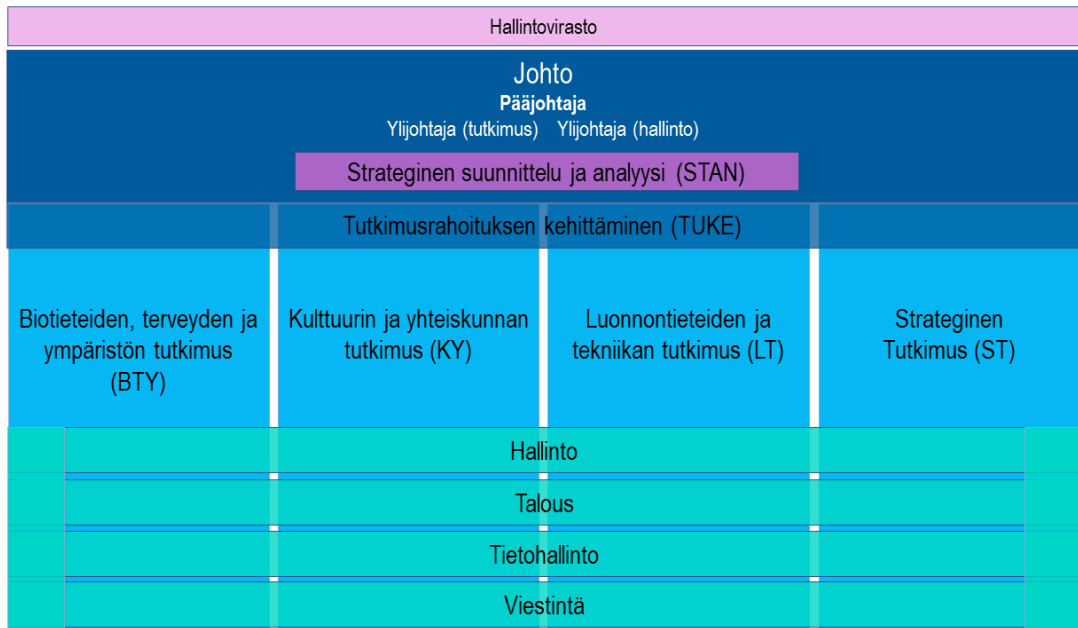 Hallintovirasto
Johto
Pääjohtaja
Ylijohtaja (tutkimus) Ylijohtaja (hallinto)
Strateginen suunnittelu ja analyysi (STAN)
Tutkimusrahoituksen kehittäminen (TUKE)
Biotieteiden, terveyden ja
ympäristön tutkimus
(BTY)
Kulttuurin ja yhteiskunnan
tutkimus (KY)
Luonnontieteiden ja
tekniikan tutkimus (LT)
Strateginen
Tutkimus (ST)
Hallinto
Talous
Tietohallinto
Viestintä